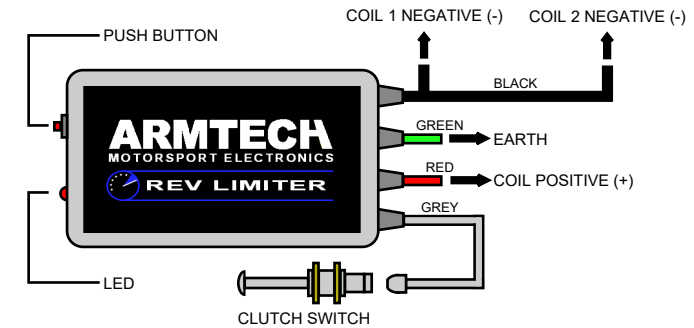 COIL 1 NEGATIVE (-) COIL 2 NEGATIVE (-)
PUSH BUTTON
BLACK
GREEN
ARMTECH
EARTH
MOTORSPORT ELECTRONICS
RED
REV LIMITER
COIL POSITIVE (+)
GREY
LED
CLUTCH SWITCH